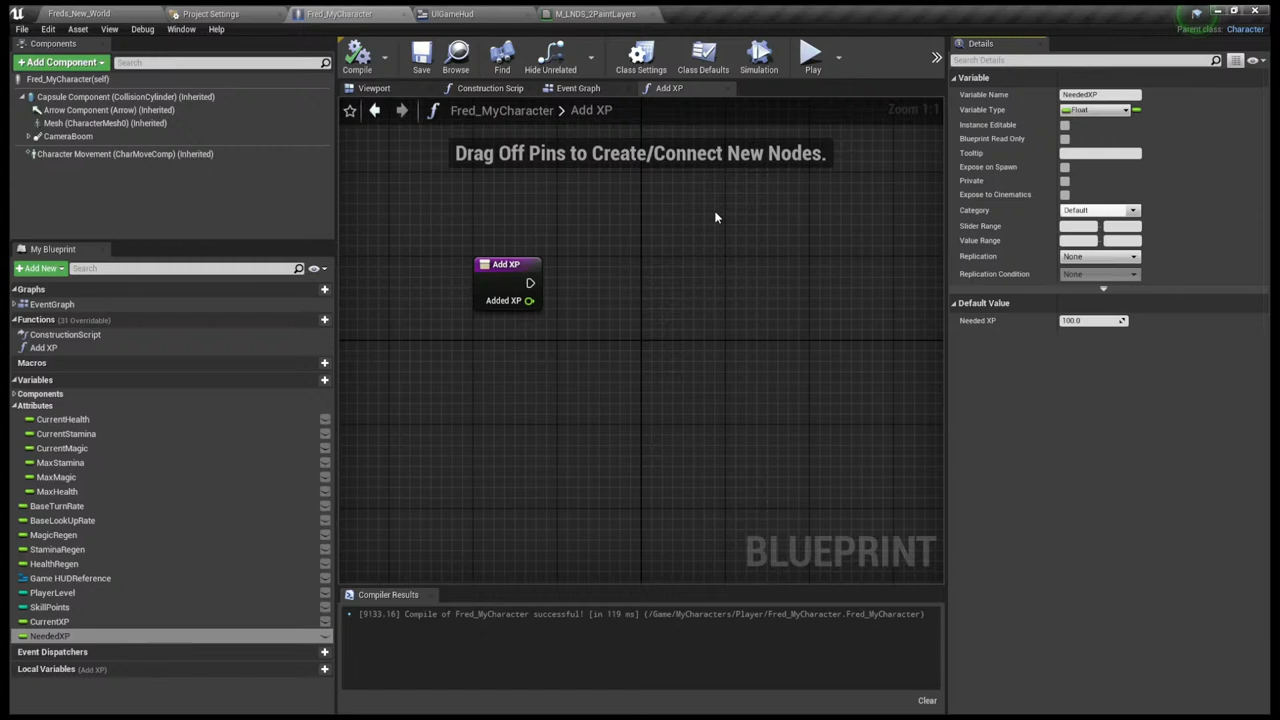 Freds_New_World
Project Settings
Fred_MyCharacter
UIGameHud
M_LNDS_2PaintLayers
File Edit Asset View Debug Window Help
Parent class: Character
Components
+ Add Component
Search
Fred_MyCharacter(self)
Capsule Component (CollisionCylinder) (Inherited)
Arrow Component (Arrow) (Inherited)
Mesh (CharacterMesh0) (Inherited)
CameraBoom
Character Movement (CharMoveComp) (Inherited)
My Blueprint
+ Add New
Search
Graphs
EventGraph
Functions (31 Overridable)
ConstructionScript
Add XP
Macros
Variables
Components
Attributes
CurrentHealth
CurrentStamina
CurrentMagic
MaxStamina
MaxMagic
MaxHealth
BaseTurnRate
BaseLookUpRate
MagicRegen
StaminaRegen
HealthRegen
Game HUDReference
PlayerLevel
SkillPoints
CurrentXP
NeededXP
Event Dispatchers
Local Variables (Add XP)
Compile Save Browse Find Hide Unrelated Class Settings Class Defaults Simulation Play
Viewport Construction Scrip Event Graph Add XP
Fred_MyCharacter > Add XP
Zoom 1:1
Drag Off Pins to Create/Connect New Nodes.
Add XP
Added XP
BLUEPRINT
Compiler Results
[9133.16] Compile of Fred_MyCharacter successful! [in 119 ms] (/Game/MyCharacters/Player/Fred_MyCharacter.Fred_MyCharacter)
Clear
Details
Search Details
Variable
Variable Name NeededXP
Variable Type Float
Instance Editable
Blueprint Read Only
Tooltip
Expose on Spawn
Private
Expose to Cinematics
Category Default
Slider Range
Value Range
Replication None
Replication Condition None
Default Value
Needed XP 100.0